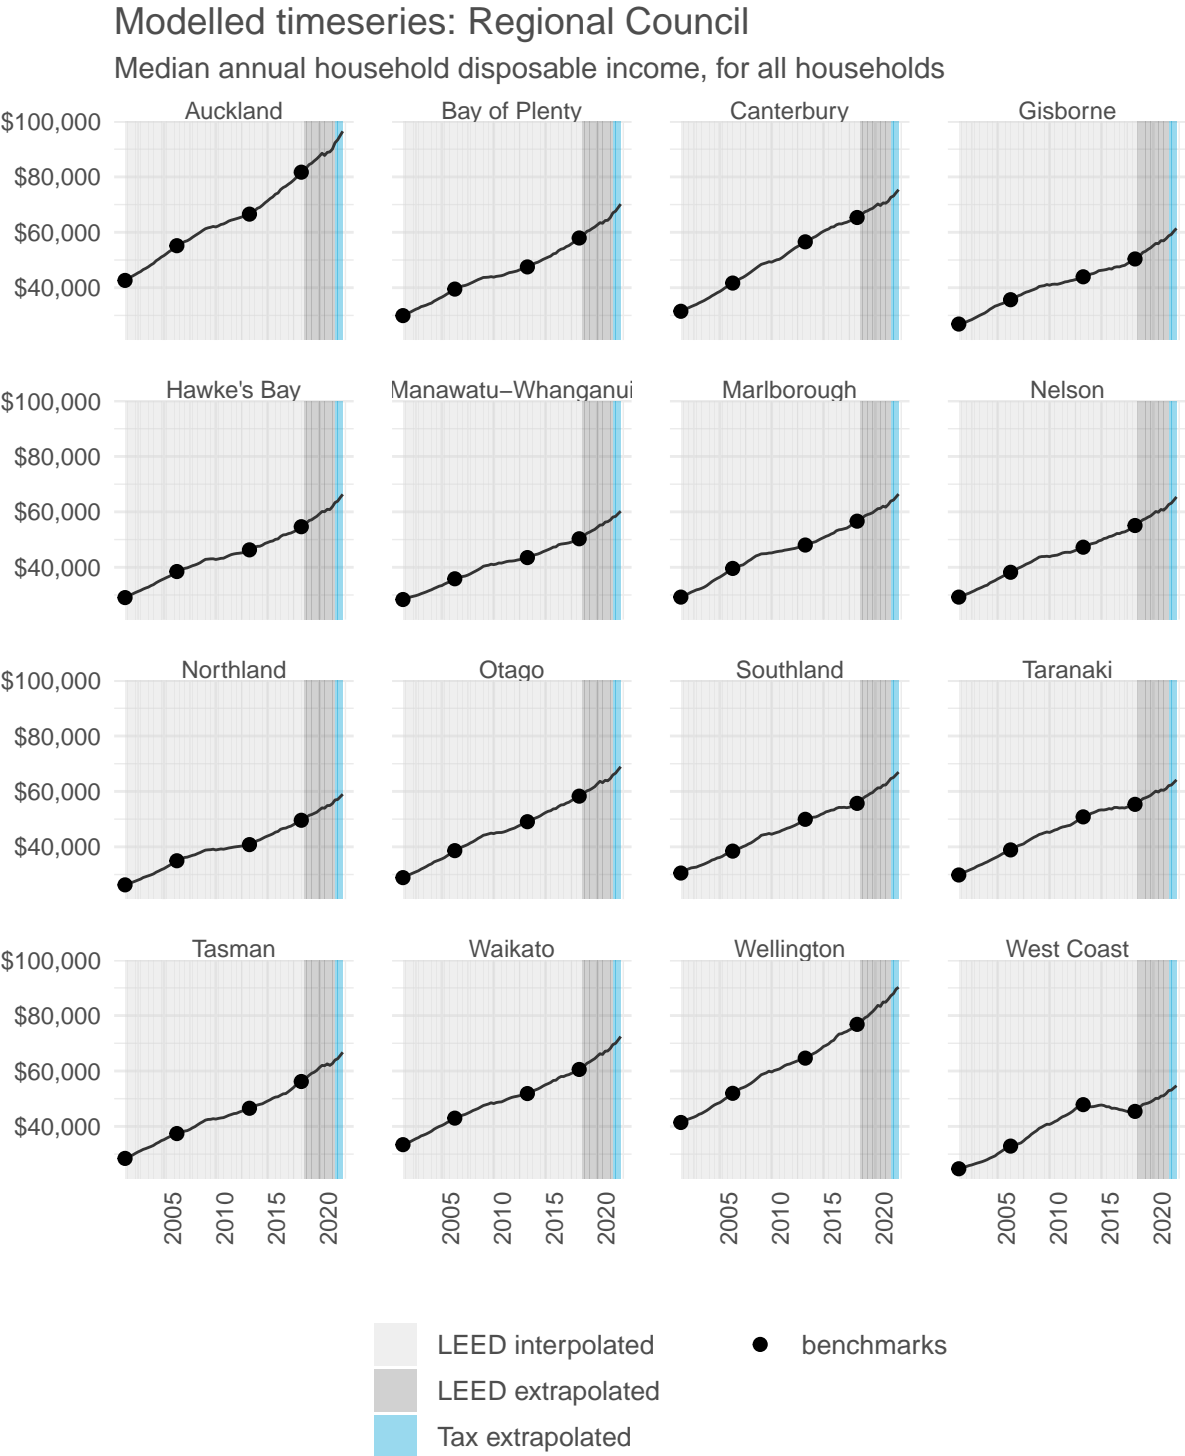 Modelled timeseries: Regional Council
Median annual household disposable income, for all households
Auckland
Bay of Plenty
Canterbury
Gisborne
$100,000
$80,000
$60,000
$40,000
Hawke's Bay
Manawatu−Whanganui
Marlborough
Nelson
$100,000
$80,000
$60,000
$40,000
Northland
Otago
Southland
Taranaki
$100,000
$80,000
$60,000
$40,000
Tasman
Waikato
Wellington
West Coast
$100,000
$80,000
$60,000
$40,000
2005 2010 2015 2020
2005 2010 2015 2020
2005 2010 2015 2020
2005 2010 2015 2020
LEED interpolated
LEED extrapolated
Tax extrapolated
benchmarks